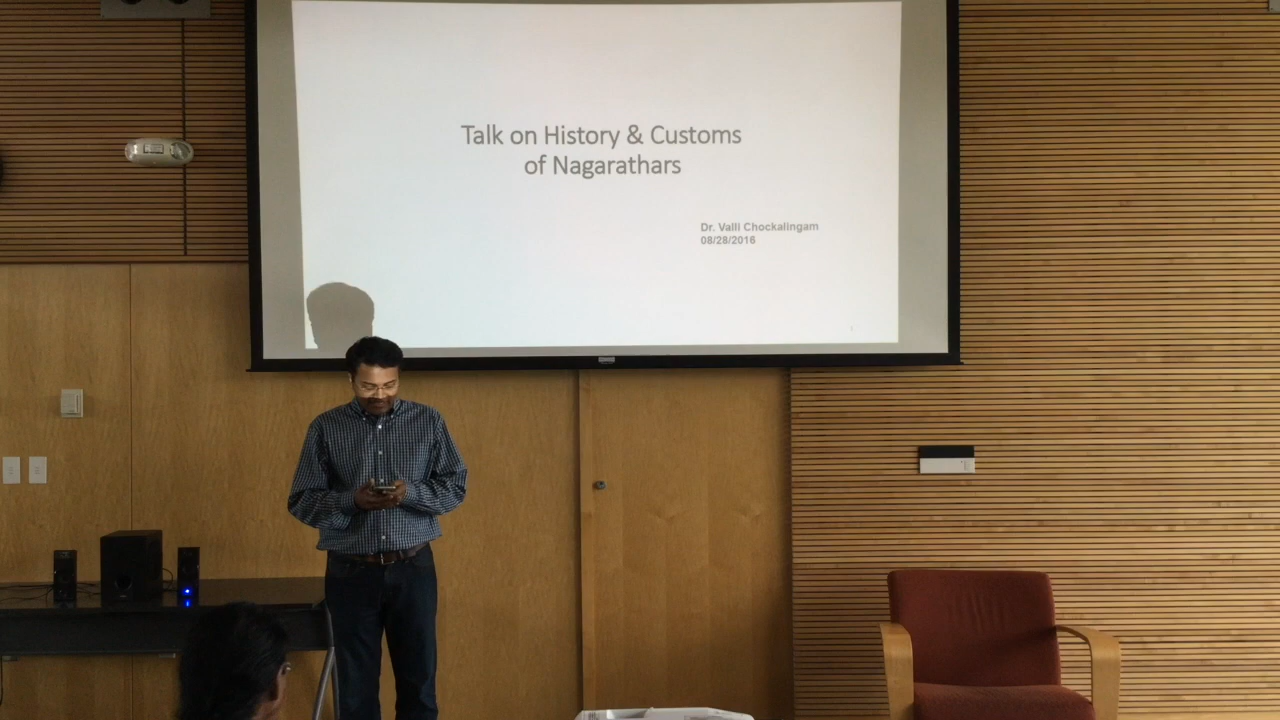 Talk on History & Customs
of Nagarathars
Dr. Valli Chockalingam
08/28/2016